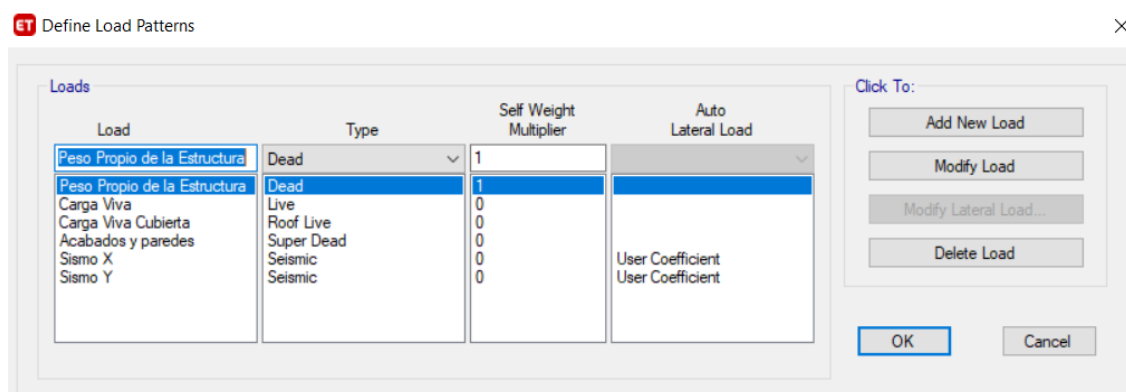 ET Define Load Patterns
Loads
Click To:
Load Type Self Weight Multiplier Auto Lateral Load
Peso Propio de la Estructura Dead 1
Peso Propio de la Estructura Dead 1
Carga Viva Live 0
Carga Viva Cubierta Roof Live 0
Acabados y paredes Super Dead 0
Sismo X Seismic 0 User Coefficient
Sismo Y Seismic 0 User Coefficient
Add New Load
Modify Load
Modify Lateral Load...
Delete Load
OK Cancel